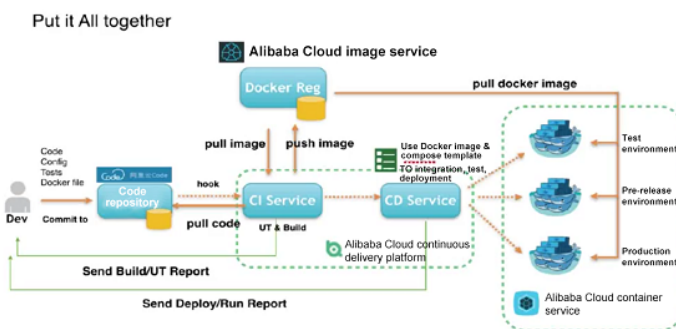 Put it All together
Alibaba Cloud image service
Docker Reg
pull docker image
pull image
push image
Use Docker image &
compose template
TO integration, test,
deployment
Test
environment
Code
Config
Tests
Docker file
Code
Code
repository
hook
CI Service
CD Service
Pre-release
environment
Dev
Commit to
pull code
UT & Build
Alibaba Cloud continuous
delivery platform
Production
environment
Send Build/UT Report
Send Deploy/Run Report
Alibaba Cloud container
service